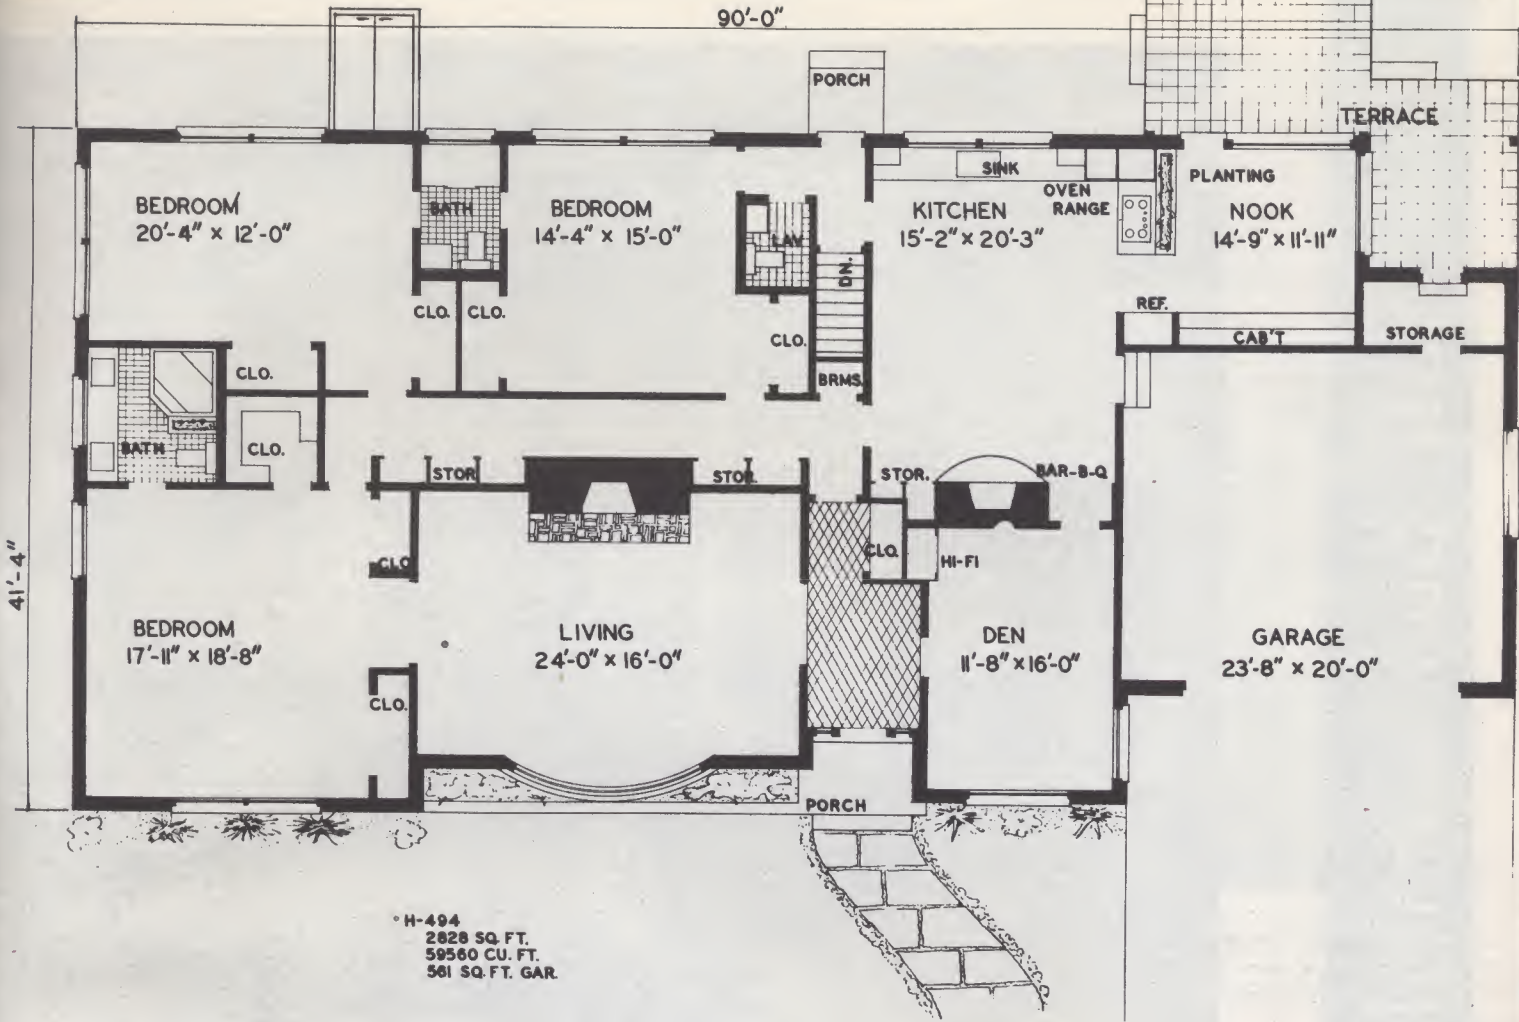 90'-0"
PORCH
TERRACE
BEDROOM
20'-4" X 12'-0"
BATH
BEDROOM
14'-4" X 15'-0"
LAV.
DN.
SINK
OVEN
RANGE
KITCHEN
15'-2" X 20'-3"
PLANTING
NOOK
14'-9" X 11'-11"
CLO.
CLO.
CLO.
CLO.
BRMS.
REF.
CAB'T
STORAGE
BATH
CLO.
STOR.
STOR.
STOR.
BAR-B-Q
CLO.
CLO.
HI-FI
41'-4"
BEDROOM
17'-11" X 18'-8"
LIVING
24'-0" X 16'-0"
DEN
11'-8" X 16'-0"
GARAGE
23'-8" X 20'-0"
CLO.
PORCH
H-494
2828 SQ. FT.
59560 CU. FT.
561 SQ. FT. GAR.